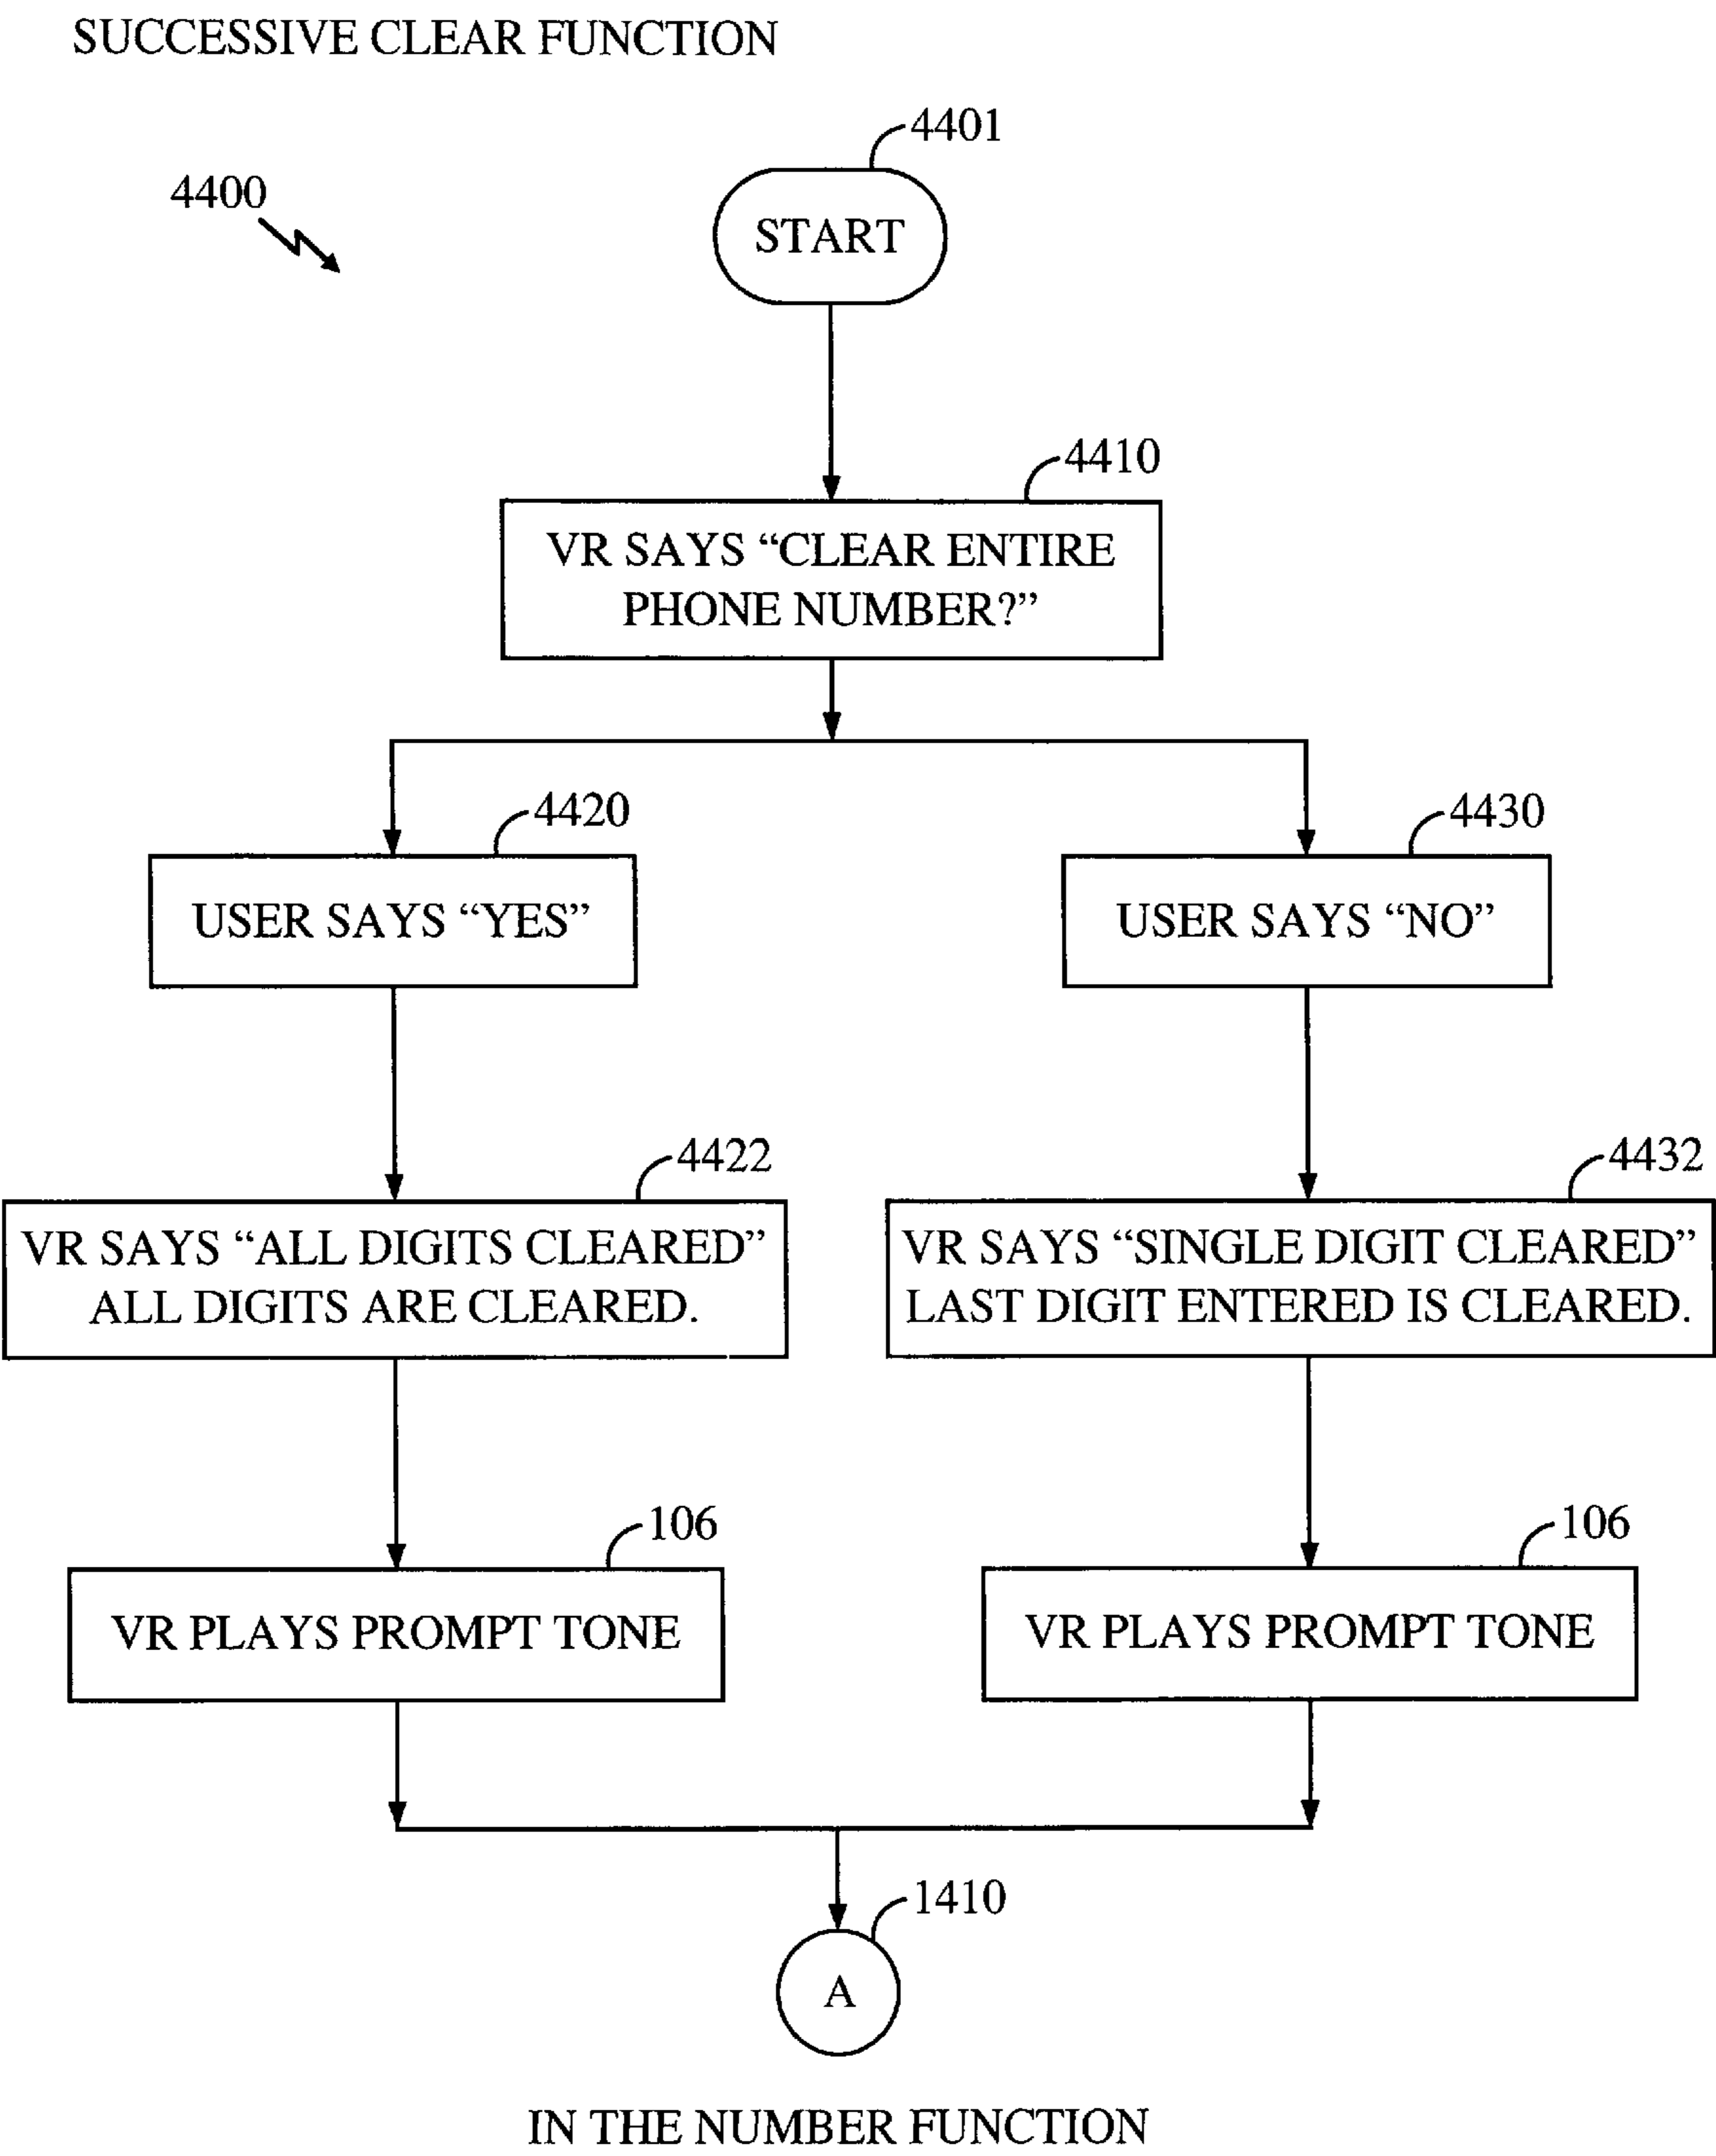 SUCCESSIVE CLEAR FUNCTION
4401
4400
START
4410
VR SAYS “CLEAR ENTIRE
PHONE NUMBER?”
4420
4430
USER SAYS “YES”
USER SAYS “NO”
4422
4432
VR SAYS “ALL DIGITS CLEARED”
ALL DIGITS ARE CLEARED.
VR SAYS “SINGLE DIGIT CLEARED”
LAST DIGIT ENTERED IS CLEARED.
106
106
VR PLAYS PROMPT TONE
VR PLAYS PROMPT TONE
1410
A
IN THE NUMBER FUNCTION